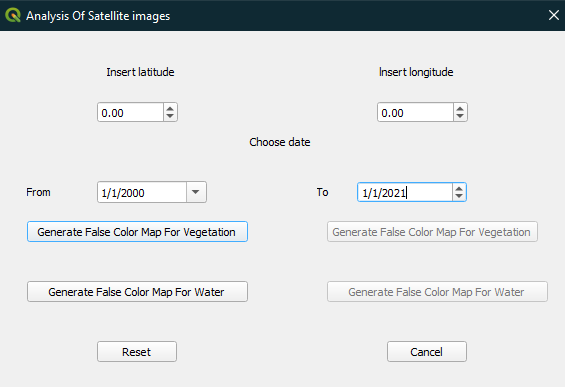 Analysis Of Satellite images
Insert latitude Insert longitude
0.00 0.00
Choose date
From 1/1/2000 To 1/1/2021
Generate False Color Map For Vegetation Generate False Color Map For Vegetation
Generate False Color Map For Water Generate False Color Map For Water
Reset Cancel